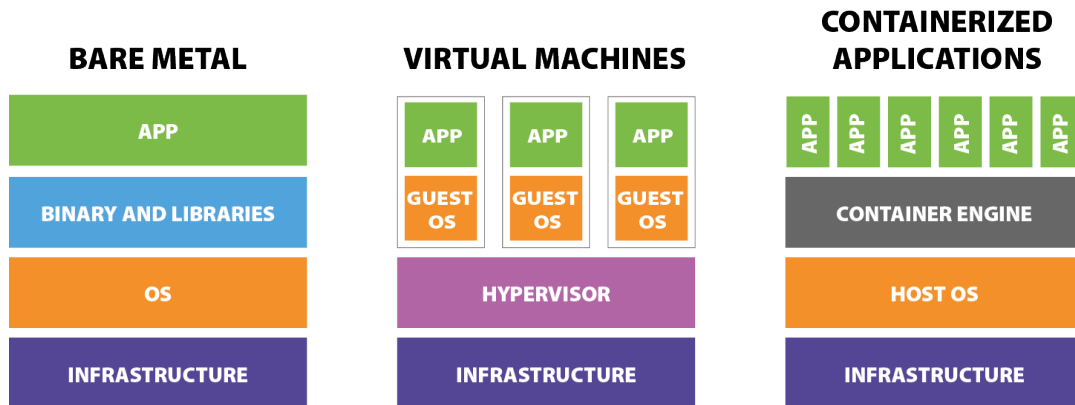 BARE METAL
APP
BINARY AND LIBRARIES
OS
INFRASTRUCTURE
VIRTUAL MACHINES
APP
GUEST
OS
APP
GUEST
OS
APP
GUEST
OS
HYPERVISOR
INFRASTRUCTURE
CONTAINERIZED
APPLICATIONS
APP
APP
APP
APP
APP
APP
CONTAINER ENGINE
HOST OS
INFRASTRUCTURE